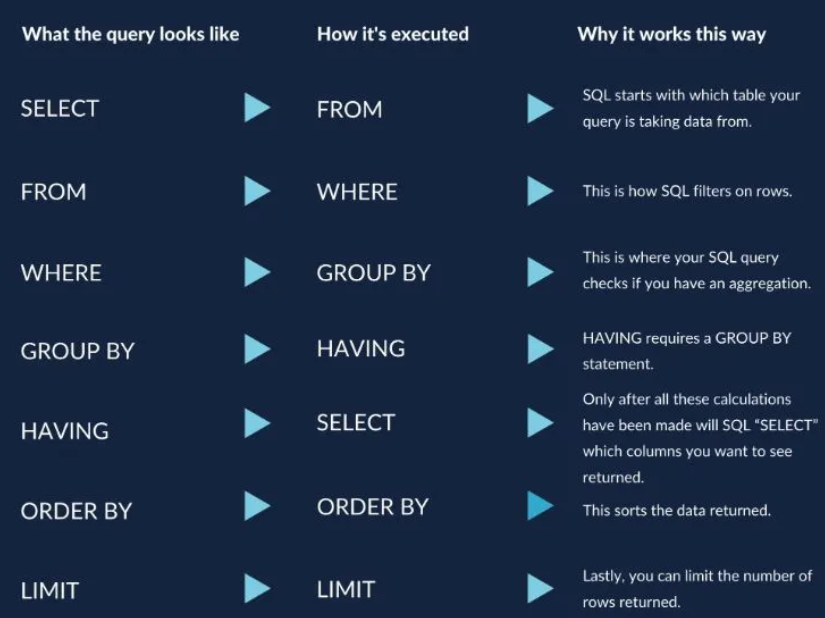 What the query looks like How it's executed Why it works this way
SELECT FROM SQL starts with which table your
query is taking data from.
FROM WHERE This is how SQL filters on rows.
WHERE GROUP BY This is where your SQL query
checks if you have an aggregation.
GROUP BY HAVING HAVING requires a GROUP BY
statement.
HAVING SELECT Only after all these calculations
have been made will SQL “SELECT”
which columns you want to see
returned.
ORDER BY ORDER BY This sorts the data returned.
LIMIT LIMIT Lastly, you can limit the number of
rows returned.